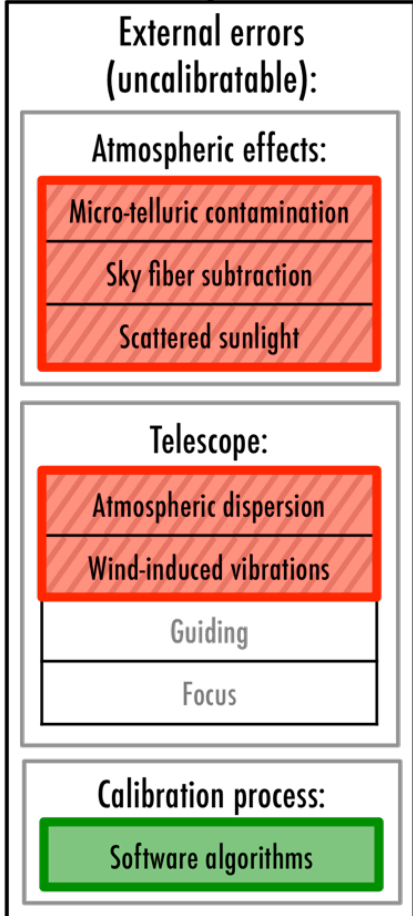 External errors
(uncalibratable):
Atmospheric effects:
Micro-telluric contamination
Sky fiber subtraction
Scattered sunlight
Telescope:
Atmospheric dispersion
Wind-induced vibrations
Guiding
Focus
Calibration process:
Software algorithms